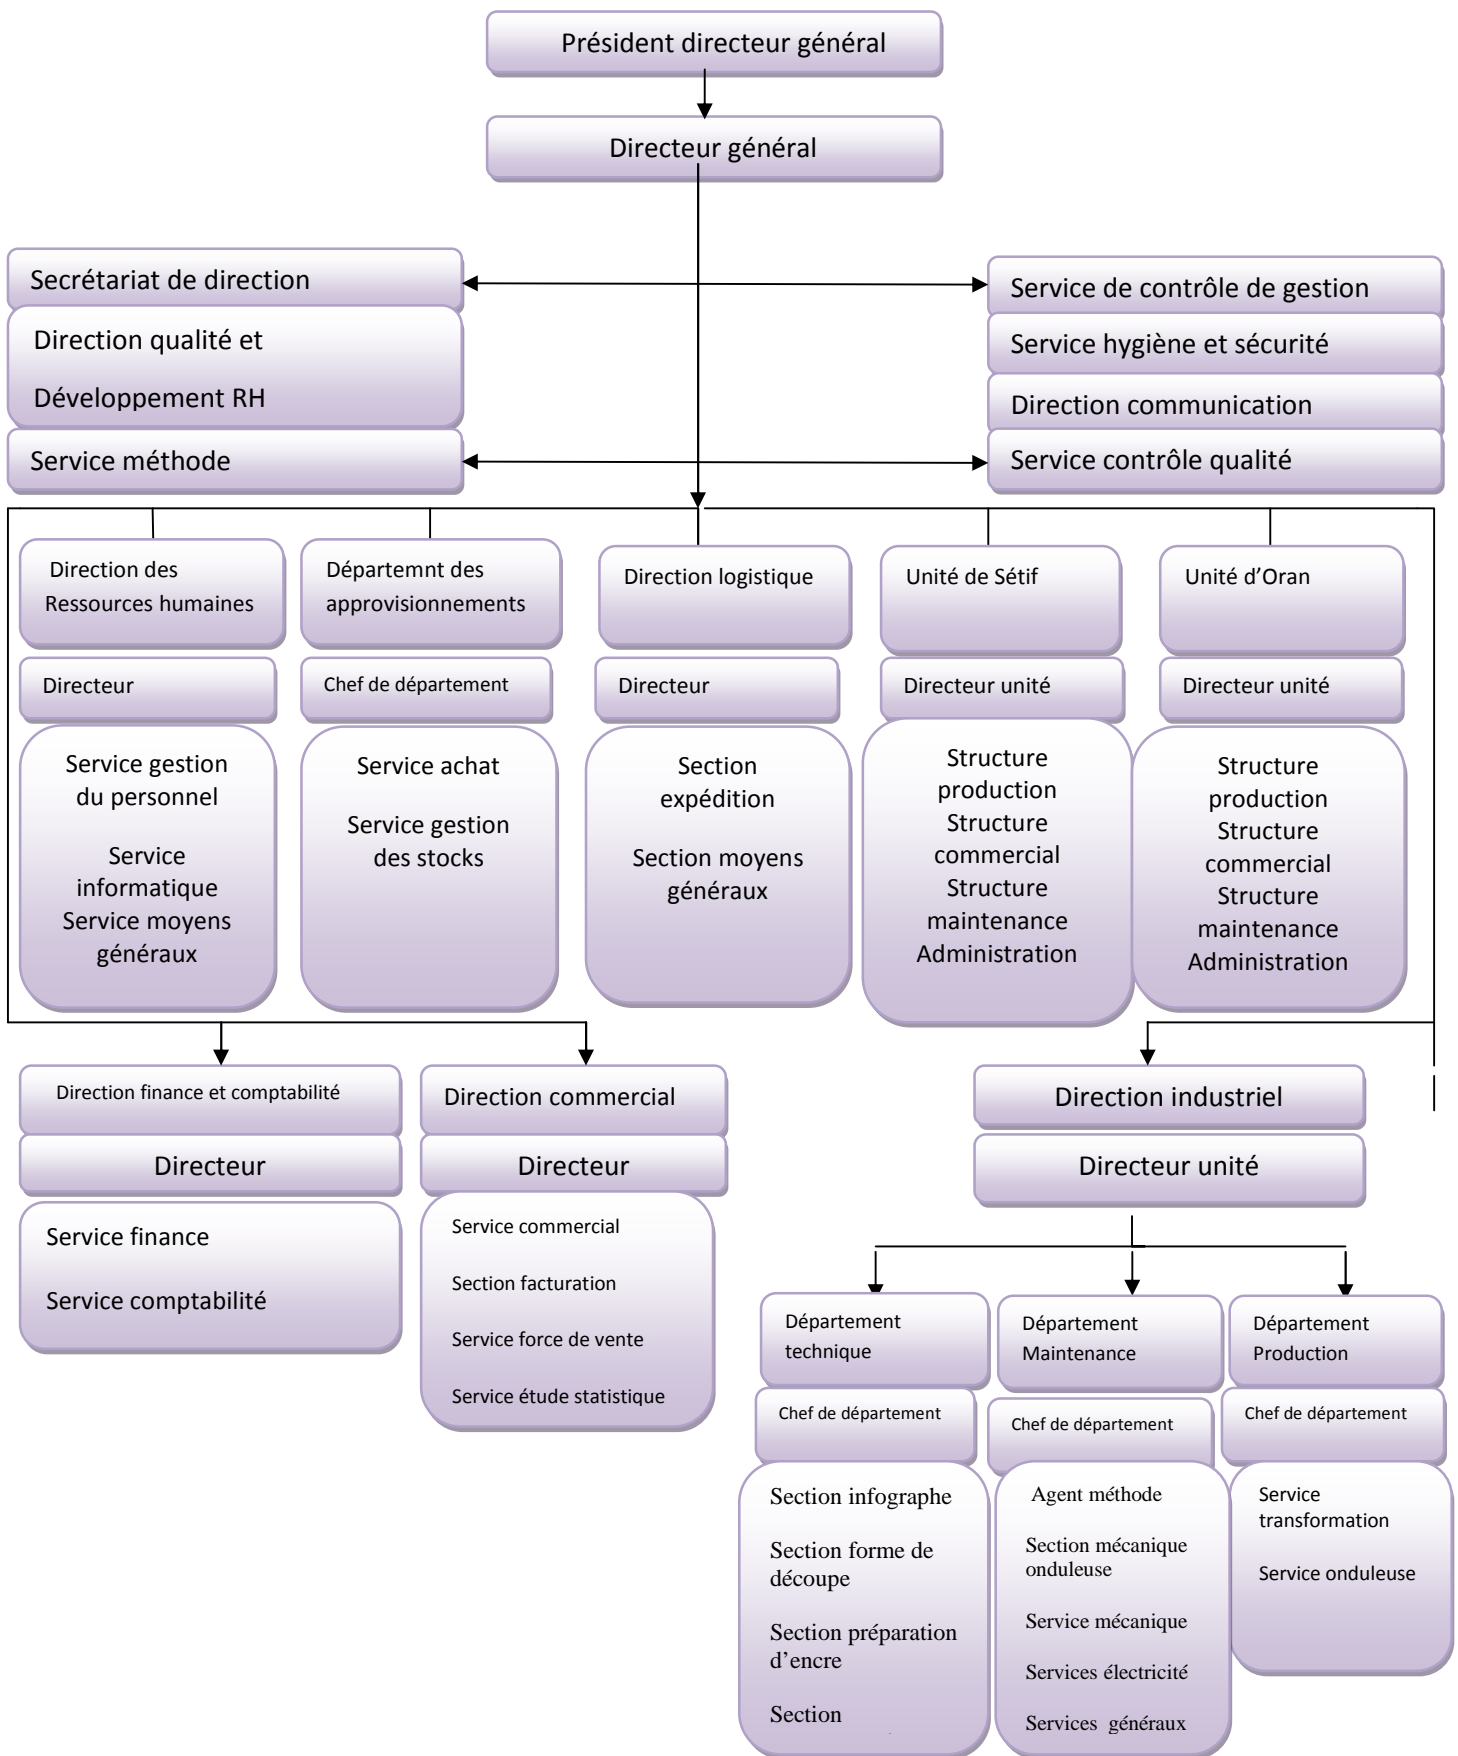 Président directeur général
Directeur général
Secrétariat de direction
Direction qualité et
Développement RH
Service méthode
Service de contrôle de gestion
Service hygiène et sécurité
Direction communication
Service contrôle qualité
Direction des
Ressources humaines
Départemnt des
approvisionnements
Direction logistique
Unité de Sétif
Unité d’Oran
Directeur
Chef de département
Directeur
Directeur unité
Directeur unité
Service gestion
du personnel
Service
informatique
Service moyens
généraux
Service achat
Service gestion
des stocks
Section
expédition
Section moyens
généraux
Structure
production
Structure
commercial
Structure
maintenance
Administration
Structure
production
Structure
commercial
Structure
maintenance
Administration
Direction finance et comptabilité
Directeur
Service finance
Service comptabilité
Direction commercial
Directeur
Service commercial
Section facturation
Service force de vente
Service étude statistique
Direction industriel
Directeur unité
Département
technique
Chef de département
Section infographe
Section forme de
découpe
Section préparation
d’encre
Section
Département
Maintenance
Chef de département
Agent méthode
Section mécanique
onduleuse
Service mécanique
Services électricité
Services  généraux
Département
Production
Chef de département
Service
transformation
Service onduleuse